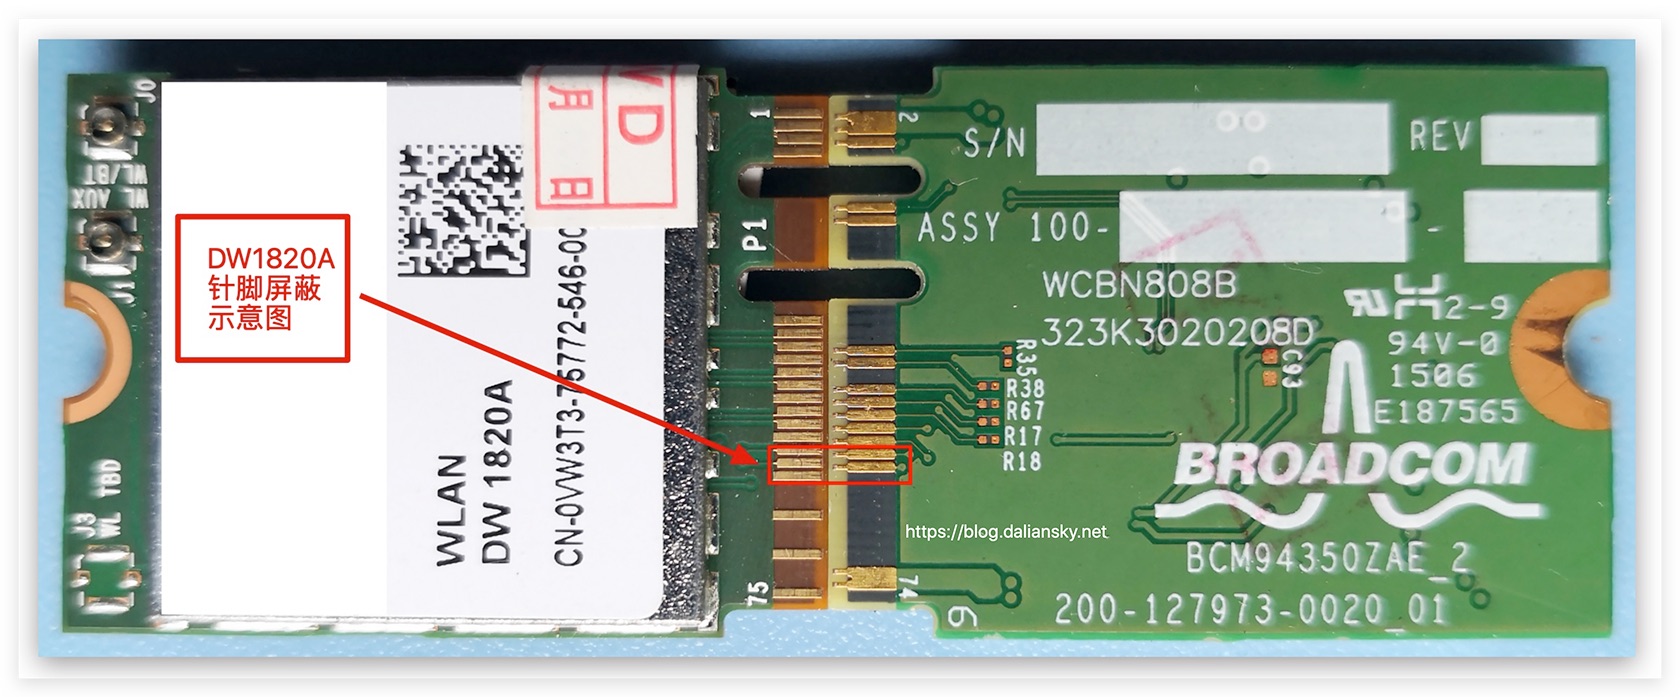 J0
WL/BT
WL AUX
J1
DW1820A
针脚屏蔽
示意图
J3
WL TBD
WLAN
DW 1820A
CN-0VW3T3-75772-546-00
WD
月
日
1
P1
75
2
74
6
S/N
REV
ASSY 100-
-
WCBN808B
323K3020208D
2-9
94V-0
1506
E187565
R35
R38
R67
R17
R18
C93
BROADCOM
https://blog.daliansky.net
BCM94350ZAE_2
200-127973-0020_01